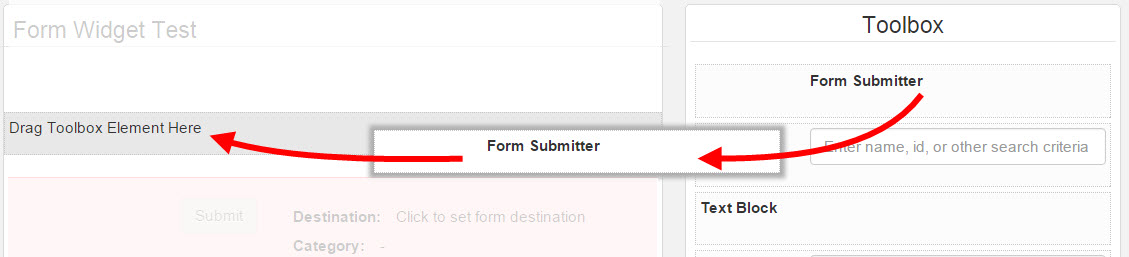 Form Widget Test
Drag Toolbox Element Here
Form Submitter
Submit
Destination: Click to set form destination
Category: -
Toolbox
Form Submitter
Enter name, id, or other search criteria
Text Block